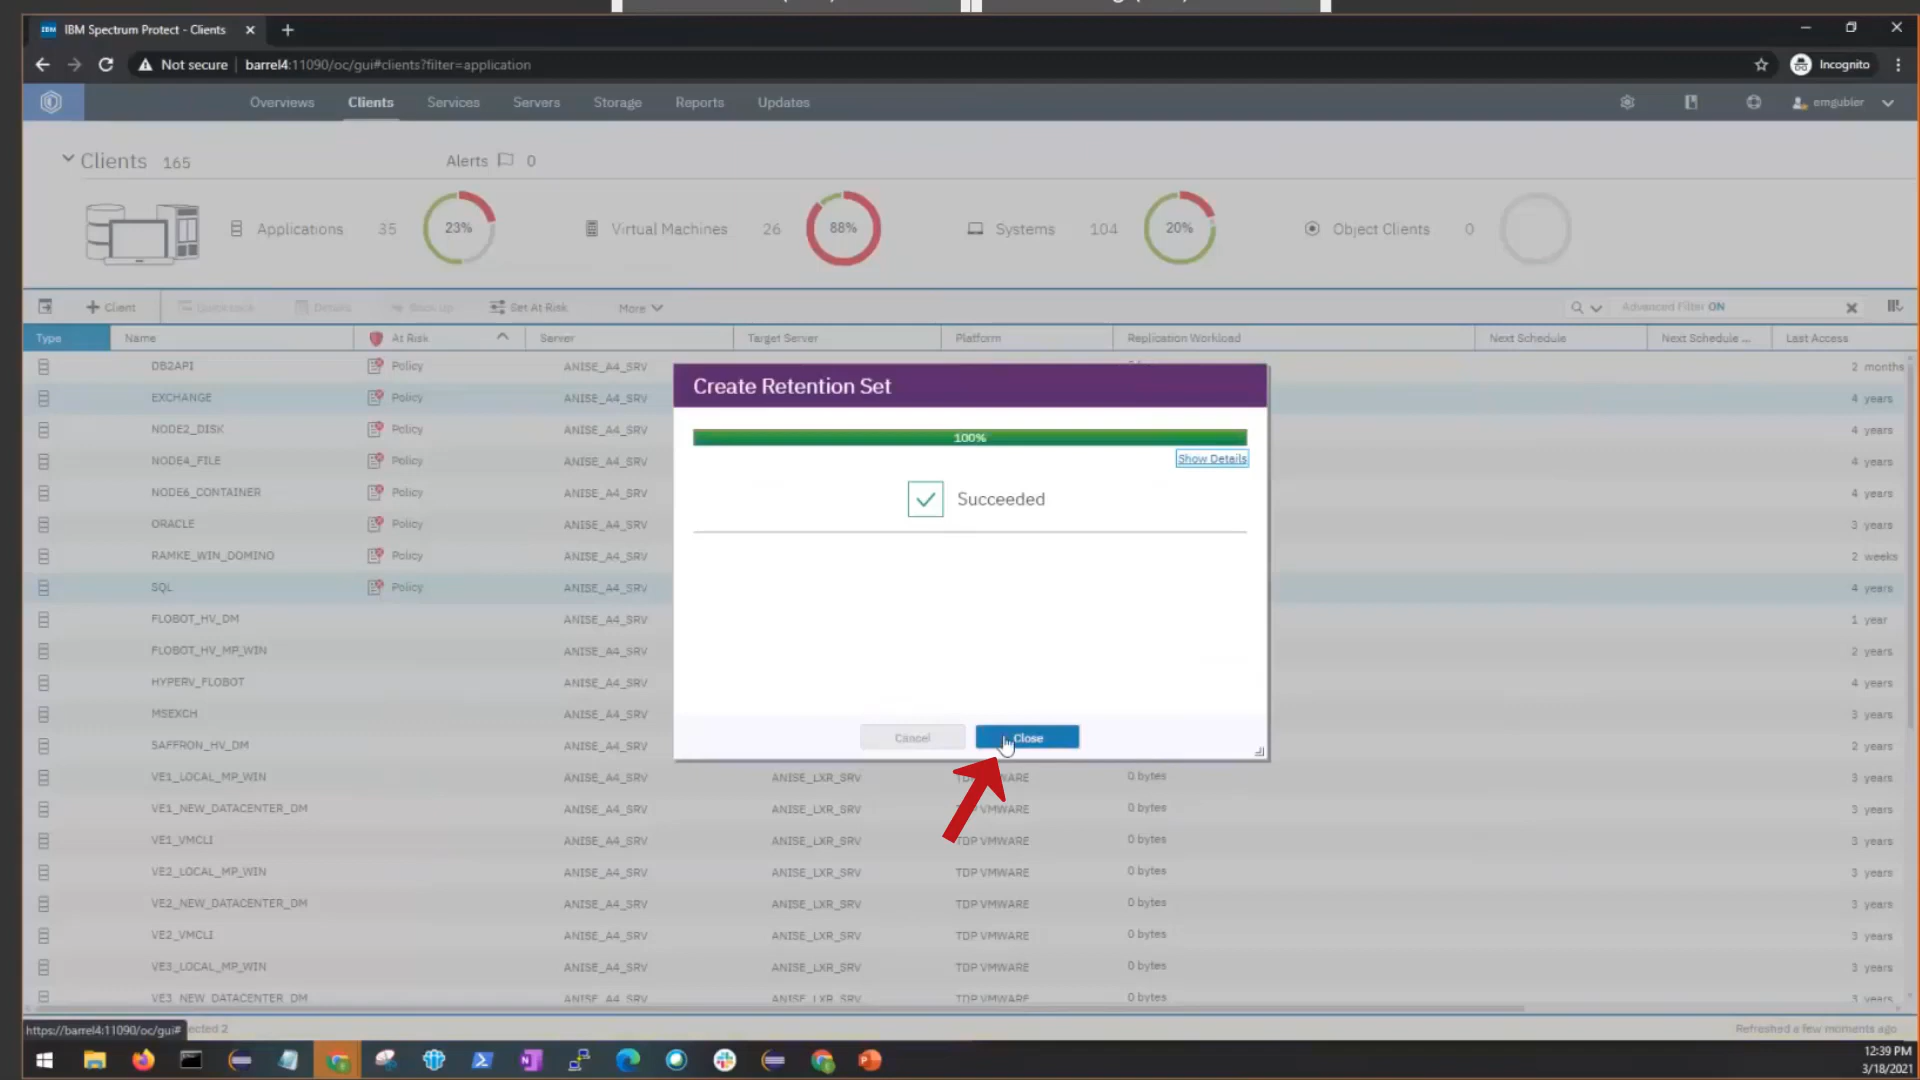 IBM Spectrum Protect - Clients
Not secure
barrel4:11090/oc/gui#clients?filter=application
Incognito
Overviews
Clients
Services
Servers
Storage
Reports
Updates
emgubler
Clients 165
Alerts 0
Applications 35 23%
Virtual Machines 26 88%
Systems 104 20%
Object Clients 0
+ Client
Details
Back Up
Set At Risk
More
Advanced Filter ON
Type
Name
At Risk
Server
Target Server
Platform
Replication Workload
Next Schedule
Next Schedule ...
Last Access
DB2API Policy ANISE_A4_SRV 2 months
EXCHANGE Policy ANISE_A4_SRV 4 years
NODE2_DISK Policy ANISE_A4_SRV 4 years
NODE4_FILE Policy ANISE_A4_SRV 4 years
NODE6_CONTAINER Policy ANISE_A4_SRV 4 years
ORACLE Policy ANISE_A4_SRV 3 years
RAMKE_WIN_DOMINO Policy ANISE_A4_SRV 2 weeks
SQL Policy ANISE_A4_SRV 4 years
FLOBOT_HV_DM ANISE_A4_SRV 1 year
FLOBOT_HV_MP_WIN ANISE_A4_SRV 2 years
HYPERV_FLOBOT ANISE_A4_SRV 4 years
MSEXCH ANISE_A4_SRV 3 years
SAFFRON_HV_DM ANISE_A4_SRV 2 years
VE1_LOCAL_MP_WIN ANISE_A4_SRV ANISE_LXR_SRV 0 bytes 3 years
VE1_NEW_DATACENTER_DM ANISE_A4_SRV ANISE_LXR_SRV VMWARE 0 bytes 3 years
VE1_VMCLI ANISE_A4_SRV ANISE_LXR_SRV TDP VMWARE 0 bytes 3 years
VE2_LOCAL_MP_WIN ANISE_A4_SRV ANISE_LXR_SRV TDP VMWARE 0 bytes 3 years
VE2_NEW_DATACENTER_DM ANISE_A4_SRV ANISE_LXR_SRV TDP VMWARE 0 bytes 3 years
VE2_VMCLI ANISE_A4_SRV ANISE_LXR_SRV TDP VMWARE 0 bytes 3 years
VE3_LOCAL_MP_WIN ANISE_A4_SRV ANISE_LXR_SRV TDP VMWARE 0 bytes 3 years
VE3_NEW_DATACENTER_DM ANISE_A4_SRV ANISE_LXR_SRV TDP VMWARE 0 bytes 3 years
Create Retention Set
100%
Show Details
Succeeded
Cancel
Close
https://barrel4:11090/oc/gui#
ected 2
Refreshed a few moments ago
12:39 PM
3/18/2021